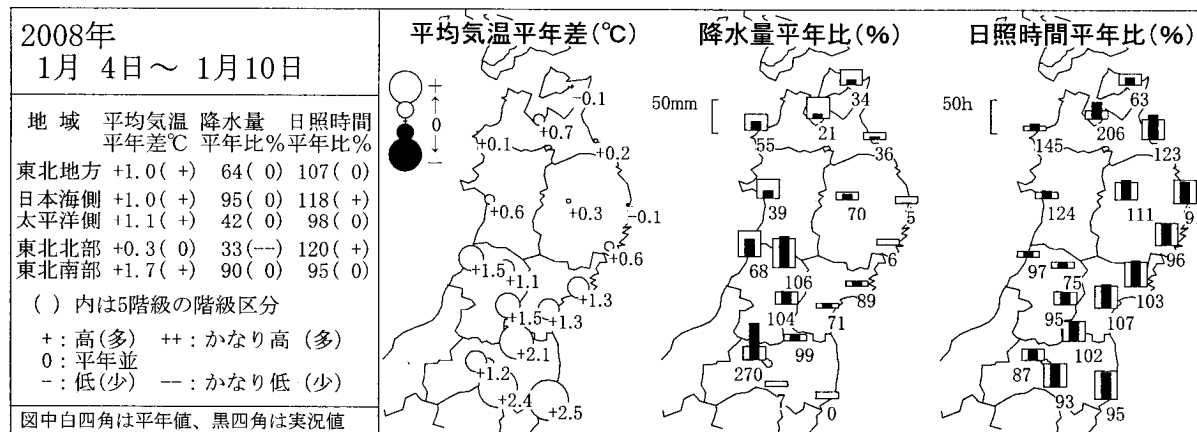 2008年
1月 4日～ 1月10日
地 域 平均気温 降水量 日照時間
平年差℃ 平年比% 平年比%
東北地方 +1.0( +) 64( 0) 107( 0)
日本海側 +1.0( +) 95( 0) 118( +)
太平洋側 +1.1( +) 42( 0) 98( 0)
東北北部 +0.3( 0) 33(--) 120( +)
東北南部 +1.7( +) 90( 0) 95( 0)
( ) 内は5階級の階級区分
+：高(多) ++：かなり高 (多)
0：平年並
-：低(少) --：かなり低 (少)
図中白四角は平年値、黒四角は実況値
平均気温平年差(℃)
+
↑
0
↓
-
-0.1
+0.7
+0.1
+0.2
+0.6
+0.3
-0.1
+0.6
+1.5
+1.1
+1.3
+1.5
+1.3
+2.1
+1.2
+2.4
+2.5
降水量平年比(%)
50mm
34
21
55
36
39
70
5
6
68
106
89
104
71
99
270
7
0
日照時間平年比(%)
50h
63
206
145
123
124
111
96
97
75
103
95
107
102
87
93
95